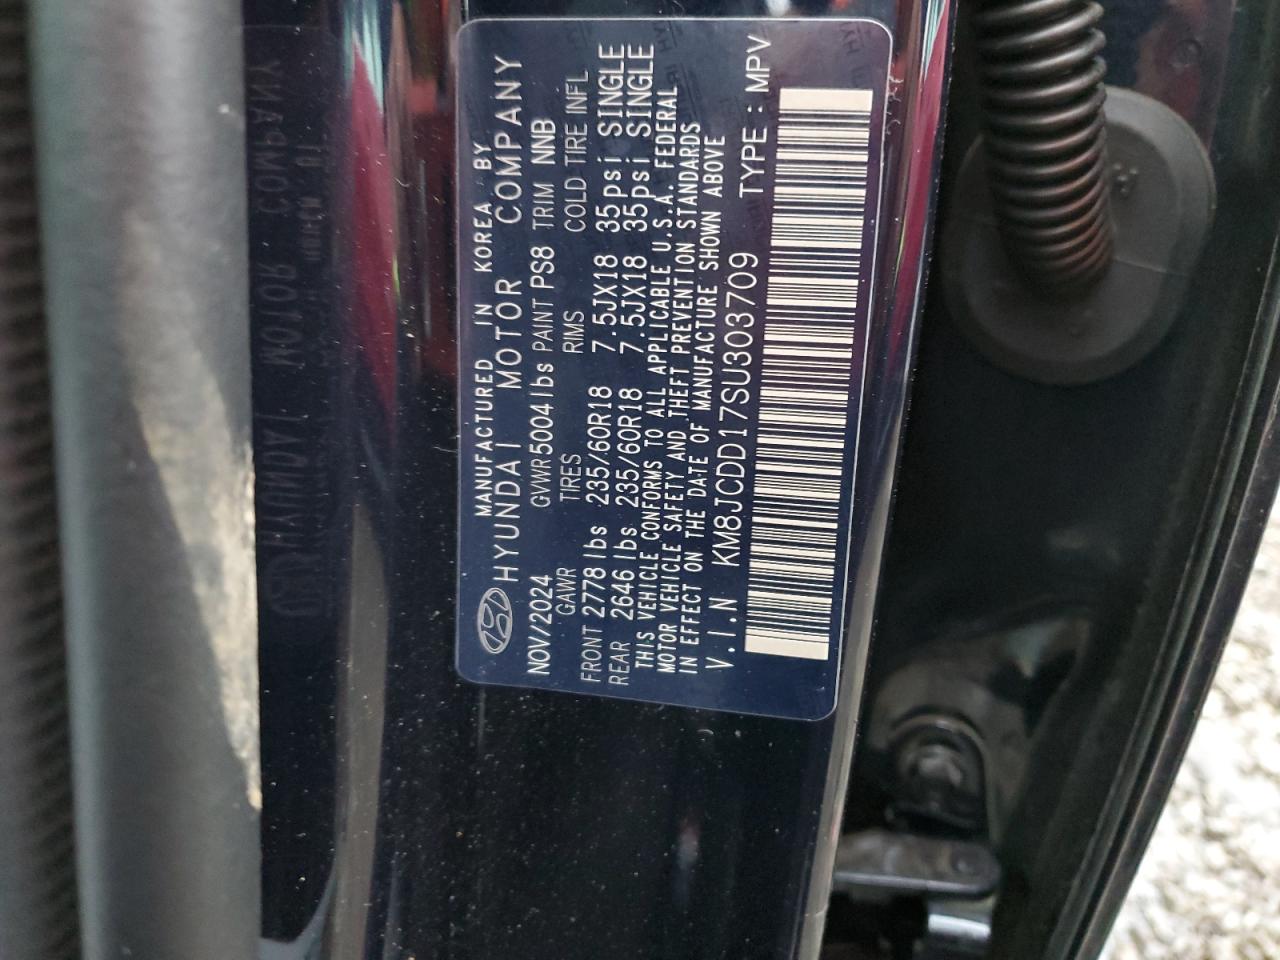 MANUFACTURED IN KOREA BY
HYUNDAI MOTOR COMPANY
NOV/2024 GVWR 5004 lbs PAINT PS8 TRIM NNB
GAWR TIRES RIMS COLD TIRE INFL
FRONT 2778 lbs 235/60R18 7.5JX18 35psi SINGLE
REAR 2646 lbs 235/60R18 7.5JX18 35psi SINGLE
THIS VEHICLE CONFORMS TO ALL APPLICABLE U.S.A. FEDERAL
MOTOR VEHICLE SAFETY AND THEFT PREVENTION STANDARDS
IN EFFECT ON THE DATE OF MANUFACTURE SHOWN ABOVE
V.I.N KM8JCDD17SU303709 TYPE : MPV